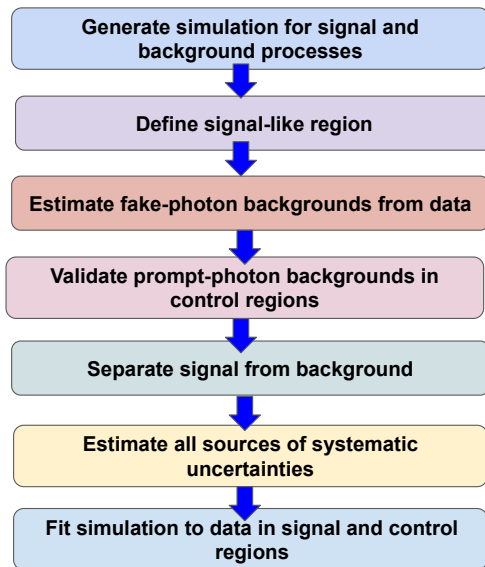 Generate simulation for signal and
background processes
Define signal-like region
Estimate fake-photon backgrounds from data
Validate prompt-photon backgrounds in
control regions
Separate signal from background
Estimate all sources of systematic
uncertainties
Fit simulation to data in signal and control
regions